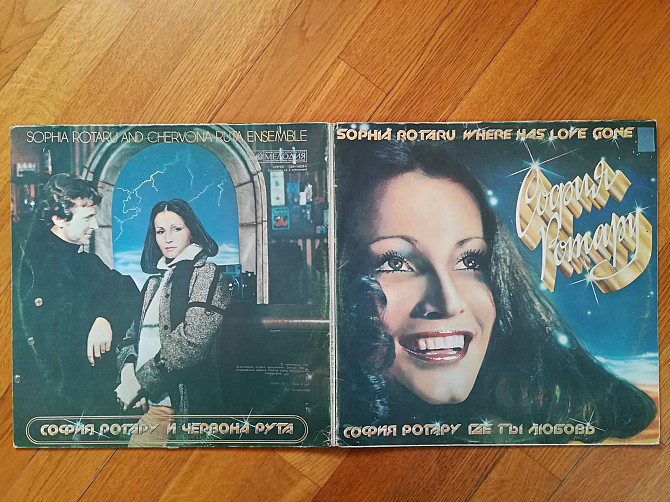 SOPHIA ROTARU AND CHERVONA RUTA ENSEMBLE
МЕЛОДИЯ
СОФИЯ РОТАРУ И ЧЕРВОНА РУТА
SOPHIA ROTARU WHERE HAS LOVE GONE
София
Ротару
СОФИЯ РОТАРУ ГДЕ ТЫ ЛЮБОВЬ